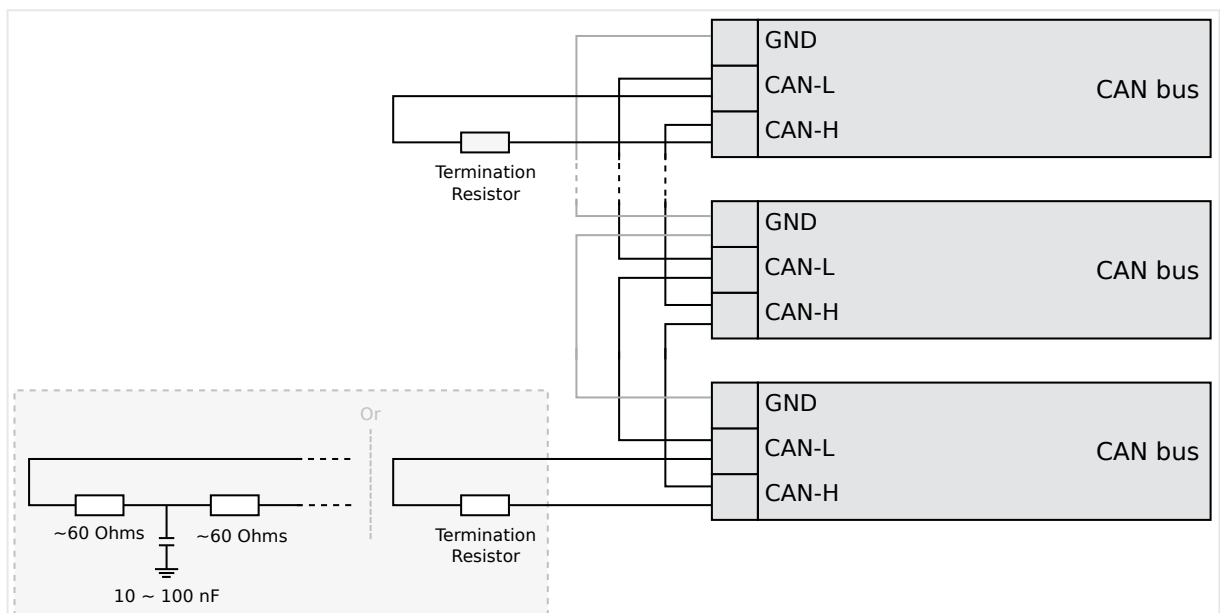 GND
CAN-L
CAN bus
CAN-H
Termination
Resistor
GND
CAN-L
CAN bus
CAN-H
GND
CAN-L
CAN bus
CAN-H
Or
~60 Ohms
~60 Ohms
10 ~ 100 nF
Termination
Resistor